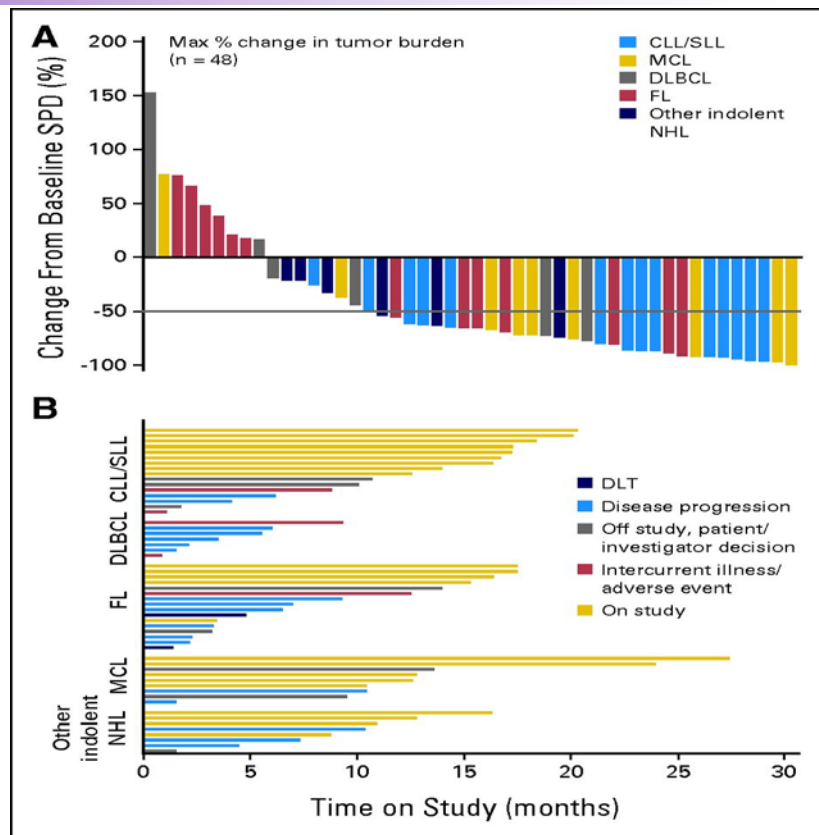 A
200
150
100
50
0
-50
-100
Change From Baseline SPD (%)
Max % change in tumor burden
(n = 48)
CLL/SLL
MCL
DLBCL
FL
Other indolent
NHL
B
CLL/SLL
DLBCL
FL
MCL
Other
indolent
NHL
DLT
Disease progression
Off study, patient/
investigator decision
Intercurrent illness/
adverse event
On study
0
5
10
15
20
25
30
Time on Study (months)